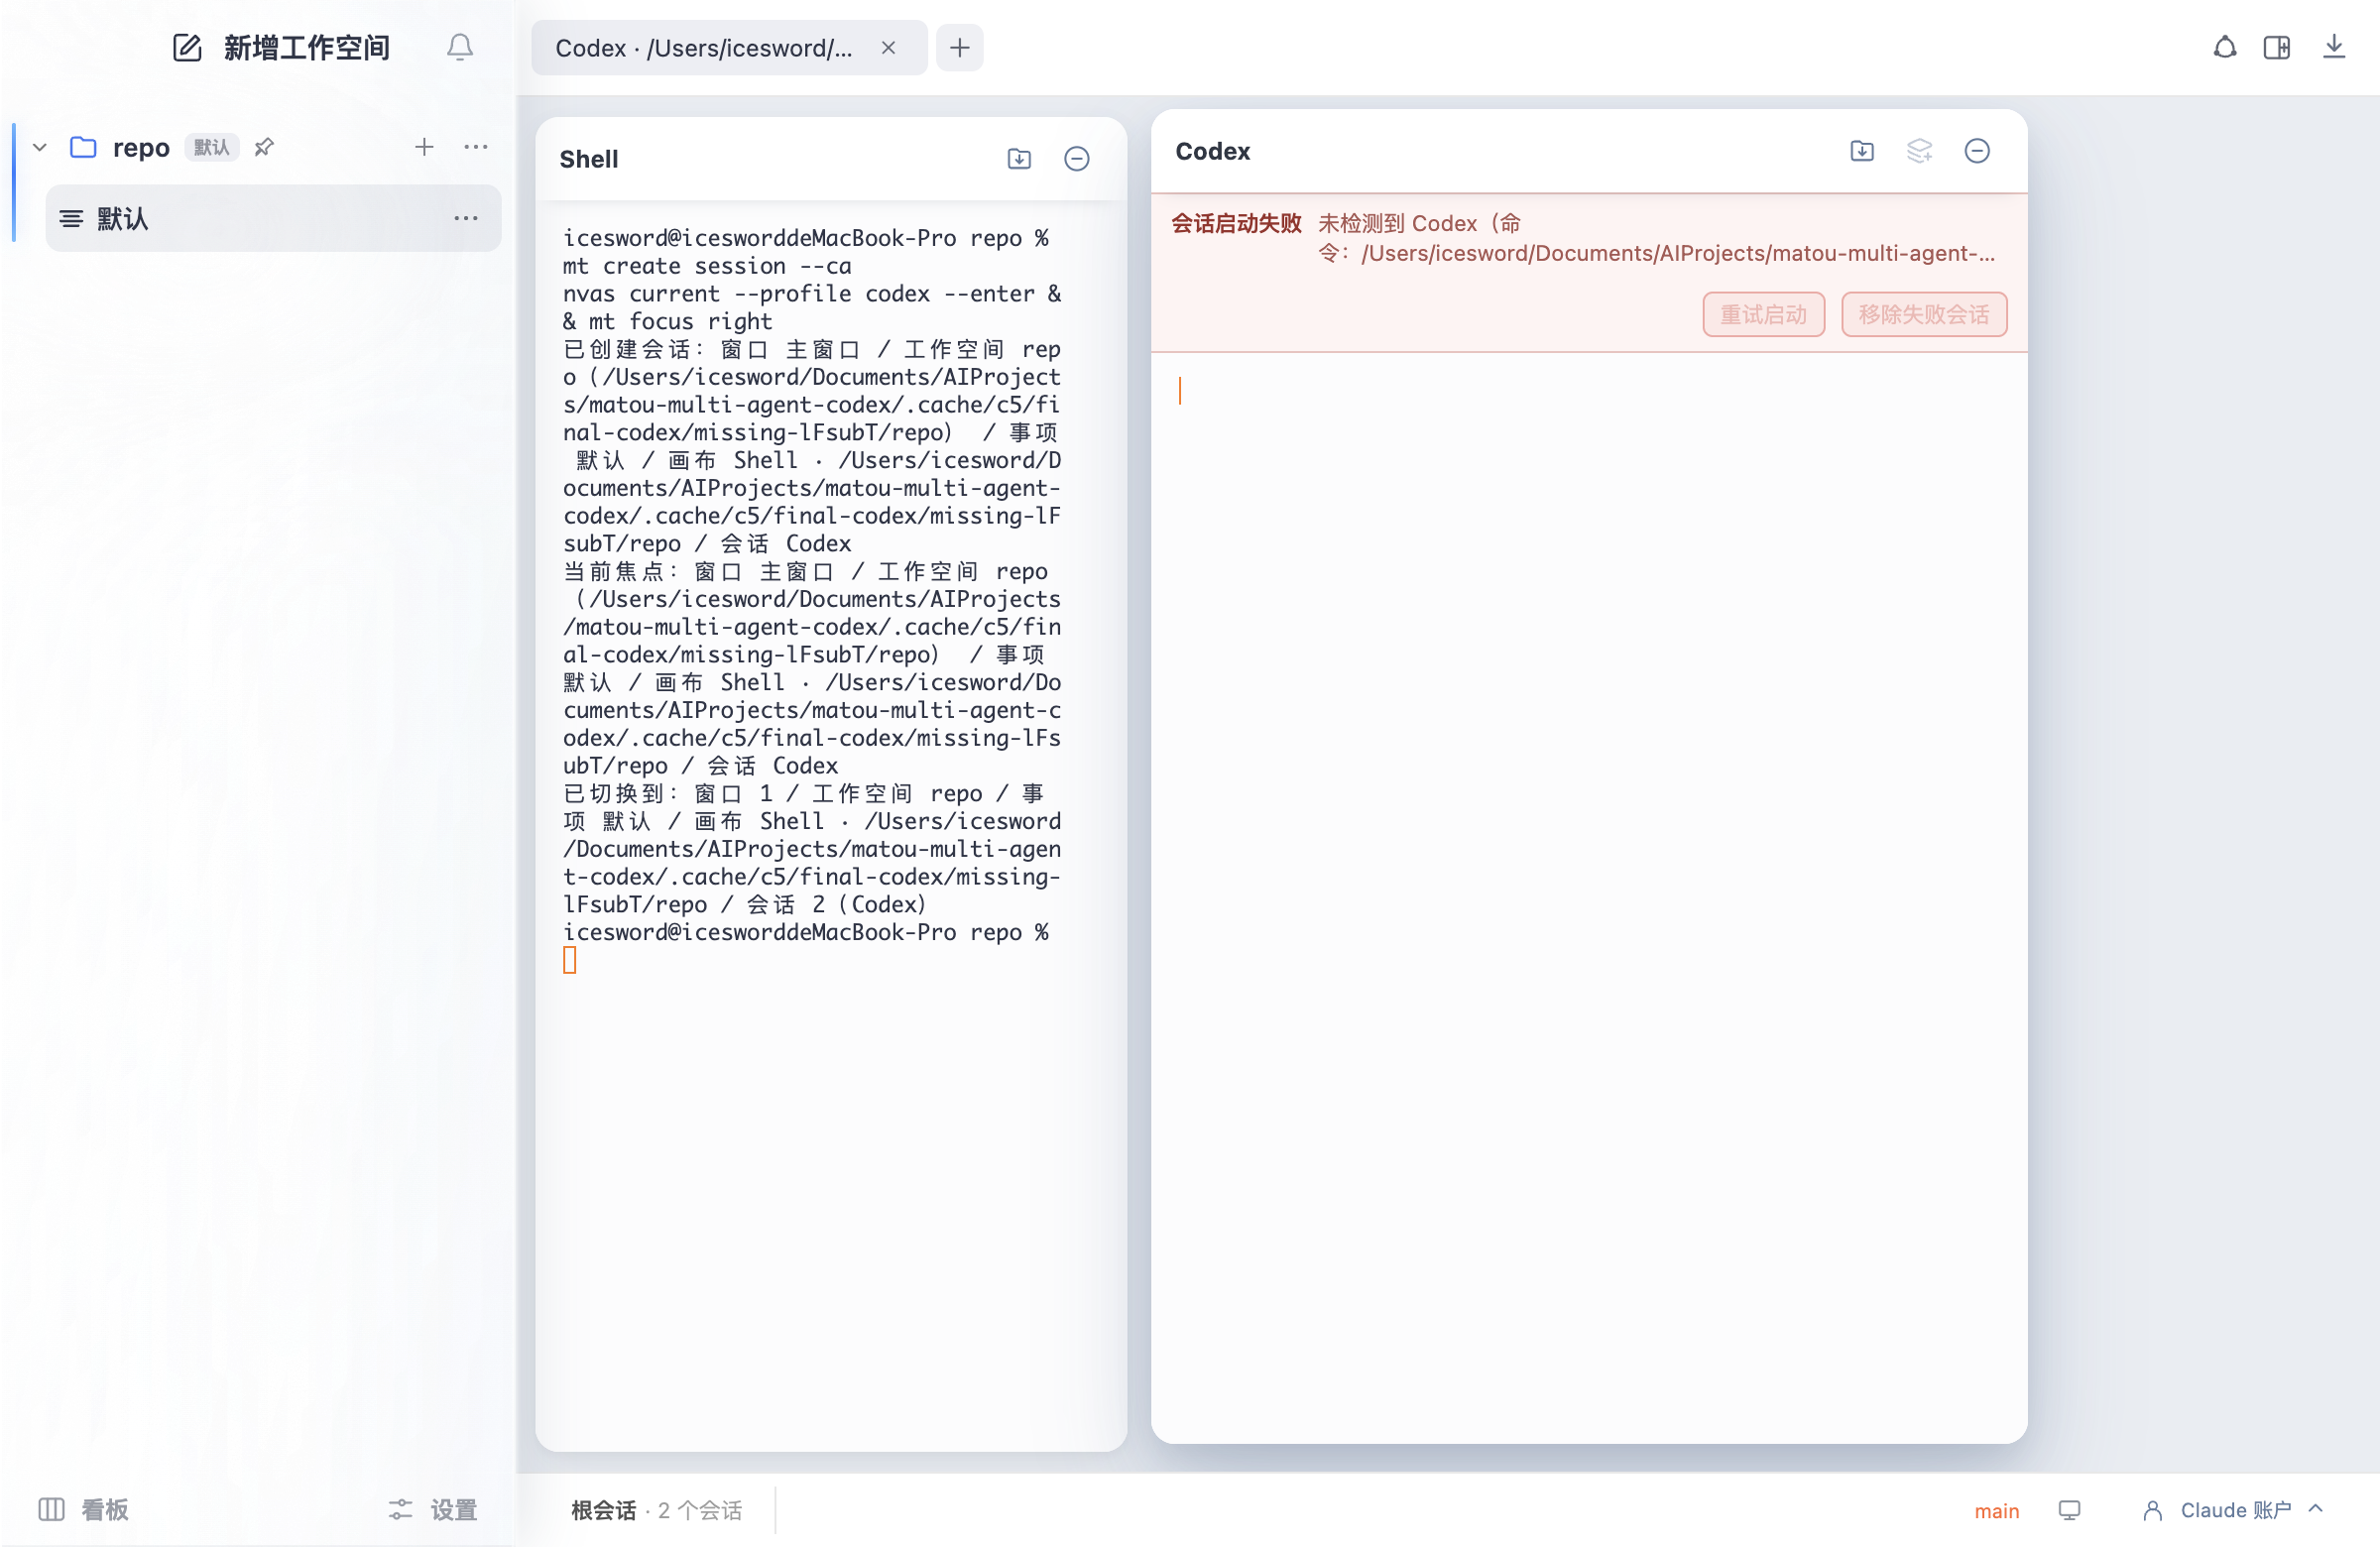 新增工作空间
Codex · /Users/icesword/...
repo 默认
默认
Shell
icesword@icesworddeMacBook-Pro repo %
mt create session --ca
nvas current --profile codex --enter &
& mt focus right
已创建会话：窗口 主窗口 / 工作空间 rep
o（/Users/icesword/Documents/AIProject
s/matou-multi-agent-codex/.cache/c5/fi
nal-codex/missing-lFsubT/repo） / 事项
默认 / 画布 Shell · /Users/icesword/D
ocuments/AIProjects/matou-multi-agent-
codex/.cache/c5/final-codex/missing-lF
subT/repo / 会话 Codex
当前焦点：窗口 主窗口 / 工作空间 repo
（/Users/icesword/Documents/AIProjects
/matou-multi-agent-codex/.cache/c5/fin
al-codex/missing-lFsubT/repo） / 事项
默认 / 画布 Shell · /Users/icesword/Do
cuments/AIProjects/matou-multi-agent-c
odex/.cache/c5/final-codex/missing-lFs
ubT/repo / 会话 Codex
已切换到：窗口 1 / 工作空间 repo / 事
项 默认 / 画布 Shell · /Users/icesword
/Documents/AIProjects/matou-multi-agen
t-codex/.cache/c5/final-codex/missing-
lFsubT/repo / 会话 2（Codex）
icesword@icesworddeMacBook-Pro repo %
Codex
会话启动失败 未检测到 Codex（命
令：/Users/icesword/Documents/AIProjects/matou-multi-agent-...
重试启动 移除失败会话
看板 设置
根会话 · 2 个会话
main Claude 账户